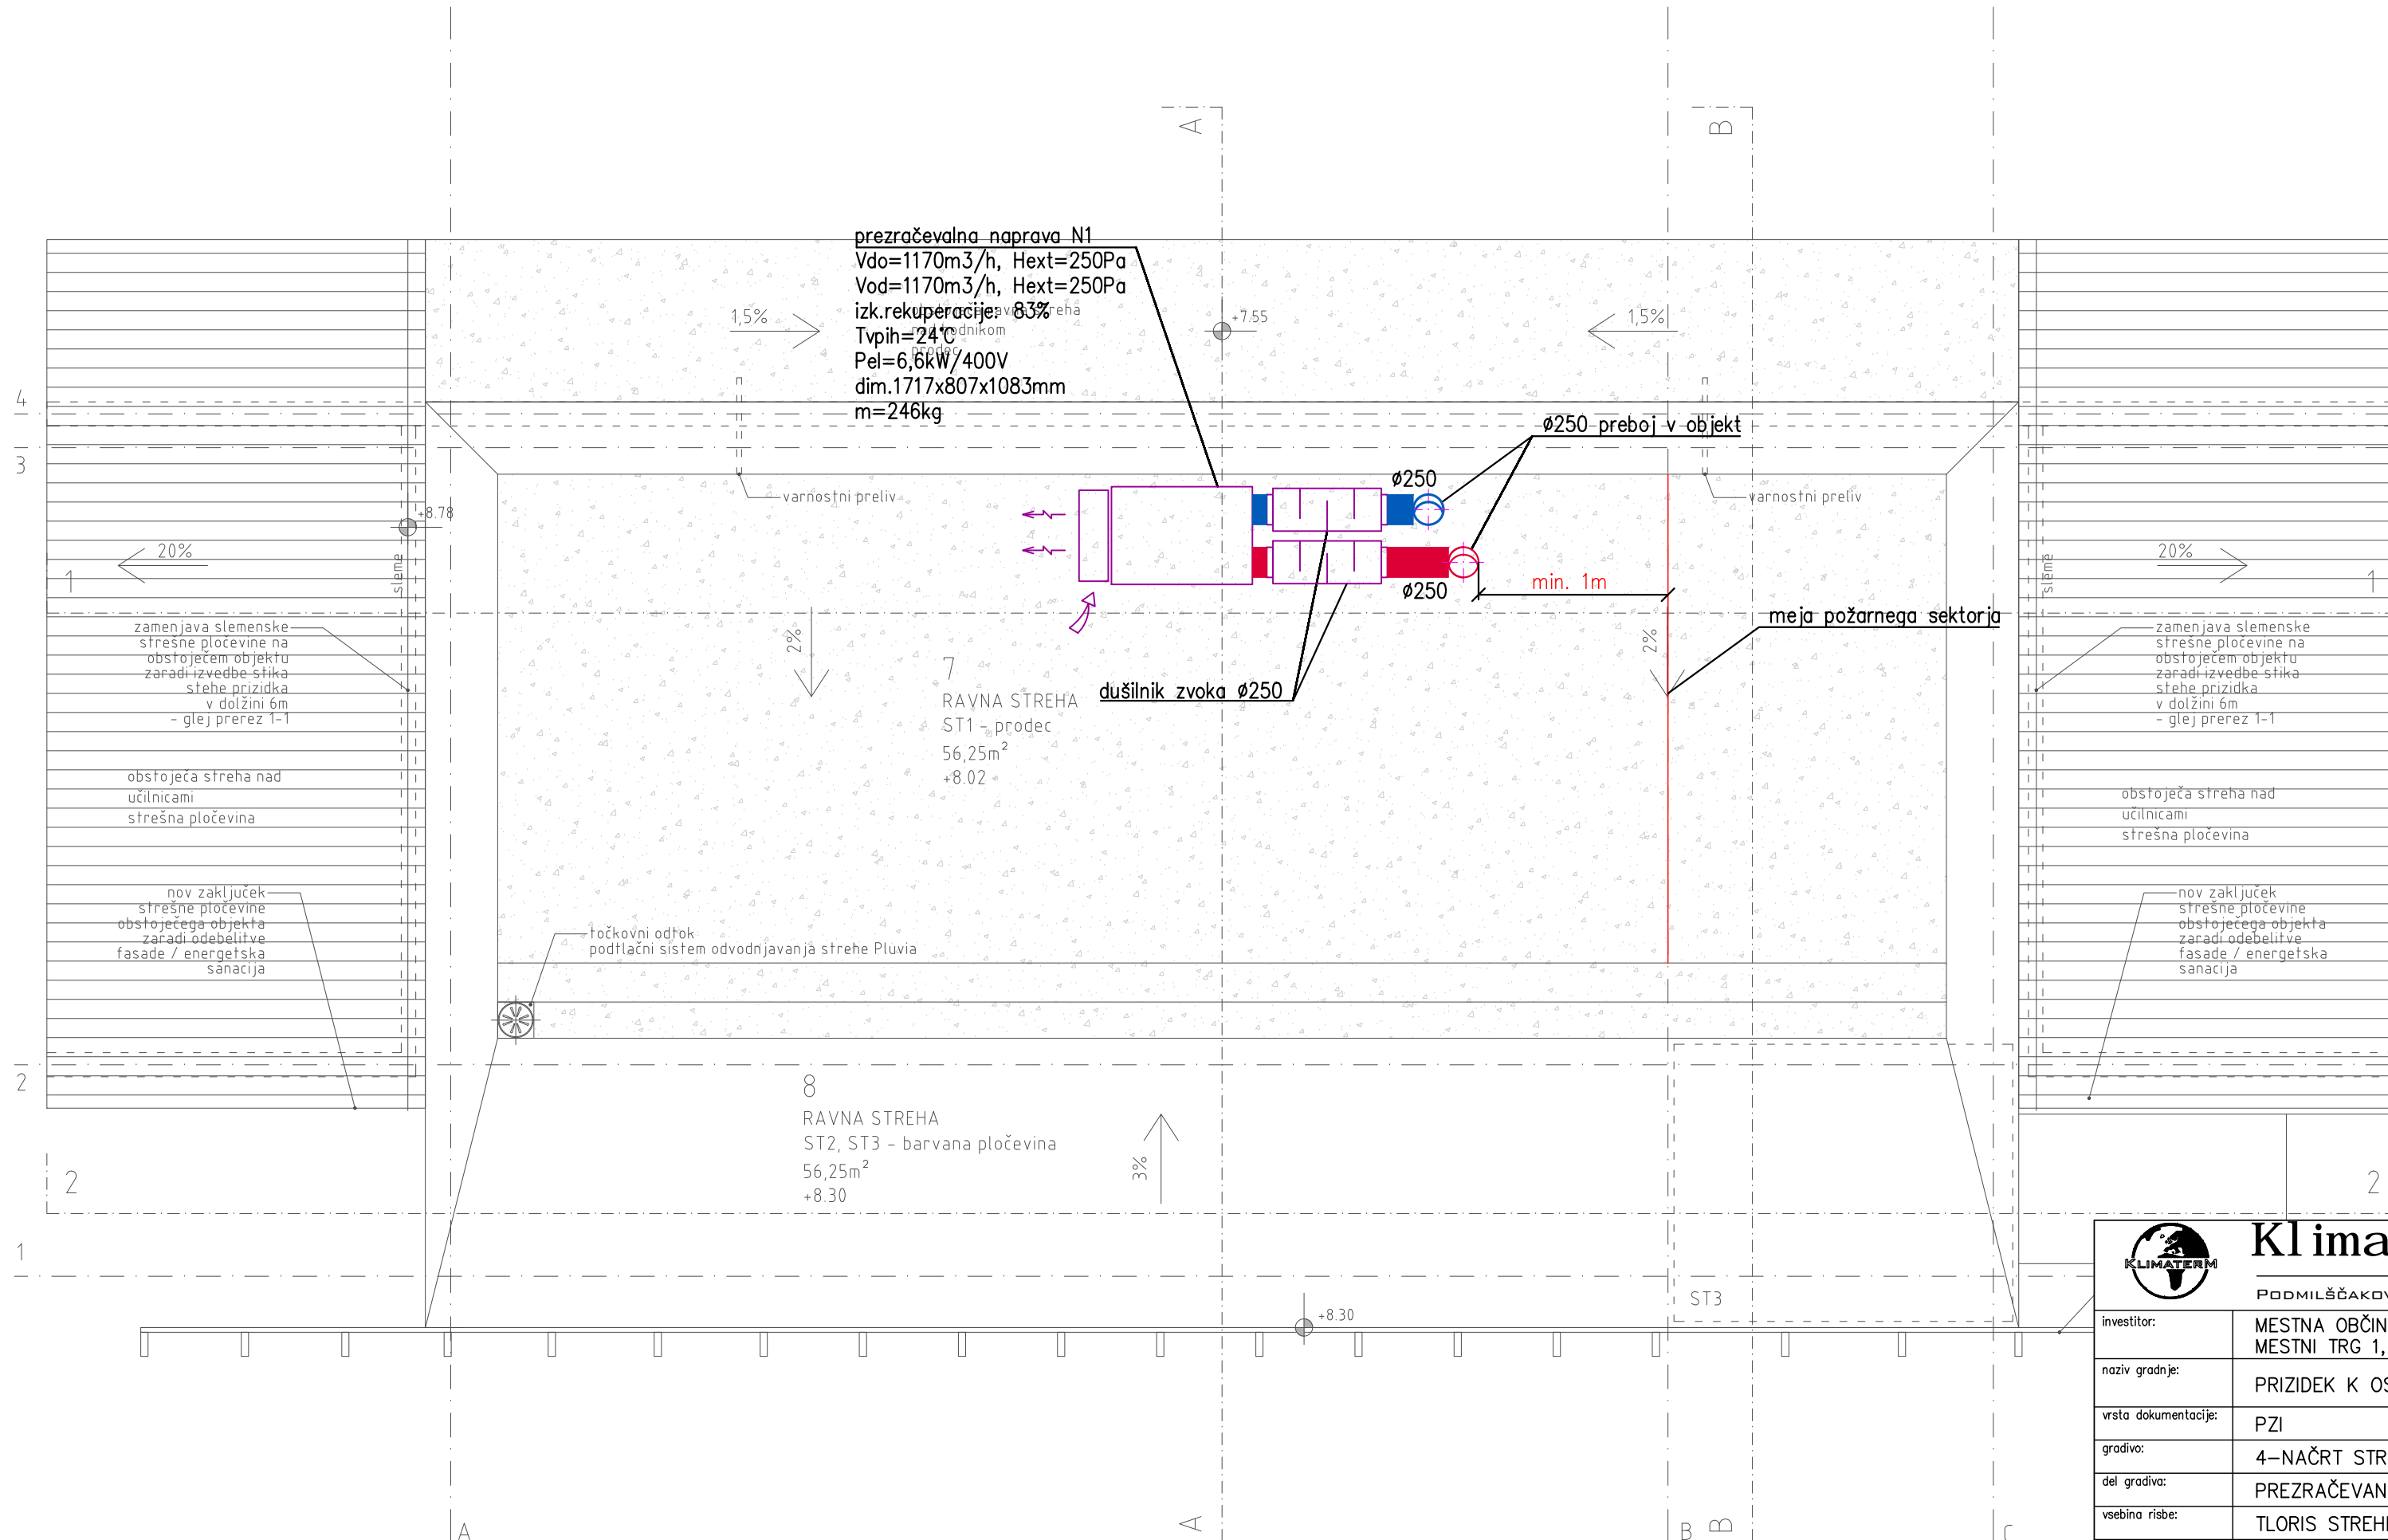 A
B
prezračevalna naprava N1
Vdo=1170m3/h, Hext=250Pa
Vod=1170m3/h, Hext=250Pa
izk.rekuperacije: 83%
Tvpih=24°C
Pel=6,6kW/400V
dim.1717x807x1083mm
m=246kg
streha
nad hodnikom
prodec
1,5%
+7.55
1,5%
4
3
Ø250 preboj v objekt
Ø250
varnostni preliv
varnostni preliv
+8.78
20%
sleme
1
20%
sleme
1
min. 1m
Ø250
meja požarnega sektorja
2%
2%
zamenjava slemenske
strešne pločevine na
obstoječem objektu
zaradi izvedbe stika
stehe prizidka
v dolžini 6m
- glej prerez 1-1
zamenjava slemenske
strešne pločevine na
obstoječem objektu
zaradi izvedbe stika
stehe prizidka
v dolžini 6m
- glej prerez 1-1
dušilnik zvoka Ø250
7
RAVNA STREHA
ST1 - prodec
56,25m²
+8.02
obstoječa streha nad
učilnicami
strešna pločevina
obstoječa streha nad
učilnicami
strešna pločevina
nov zaključek
strešne pločevine
obstoječega objekta
zaradi odebelitve
fasade / energetska
sanacija
nov zaključek
strešne pločevine
obstoječega objekta
zaradi odebelitve
fasade / energetska
sanacija
točkovni odtok
podtlačni sistem odvodnjavanja strehe Pluvia
2
8
RAVNA STREHA
ST2, ST3 - barvana pločevina
56,25m²
+8.30
3%
2
2
1
ST3
+8.30
KLIMATERM
Klima
PODMILŠČAKOV
investitor:
MESTNA OBČIN
MESTNI TRG 1,
naziv gradnje:
PRIZIDEK K OS
vrsta dokumentacije:
PZI
gradivo:
4-NAČRT STR
del gradiva:
PREZRAČEVAN
vsebina risbe:
TLORIS STREH
A
A
B
B
C